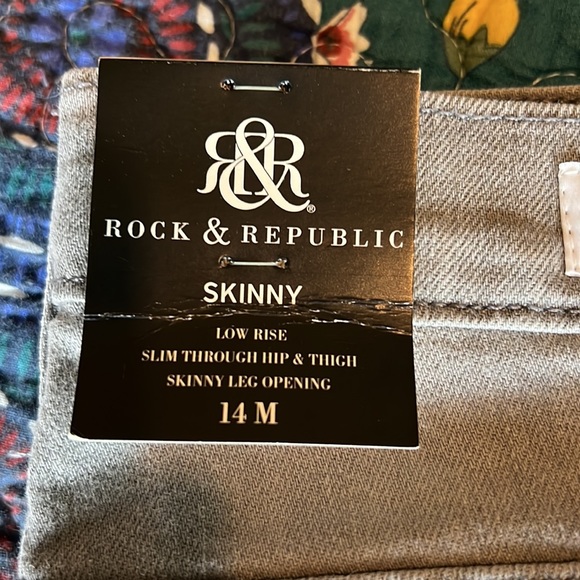 R&R®
ROCK & REPUBLIC
SKINNY
LOW RISE
SLIM THROUGH HIP & THIGH
SKINNY LEG OPENING
14 M